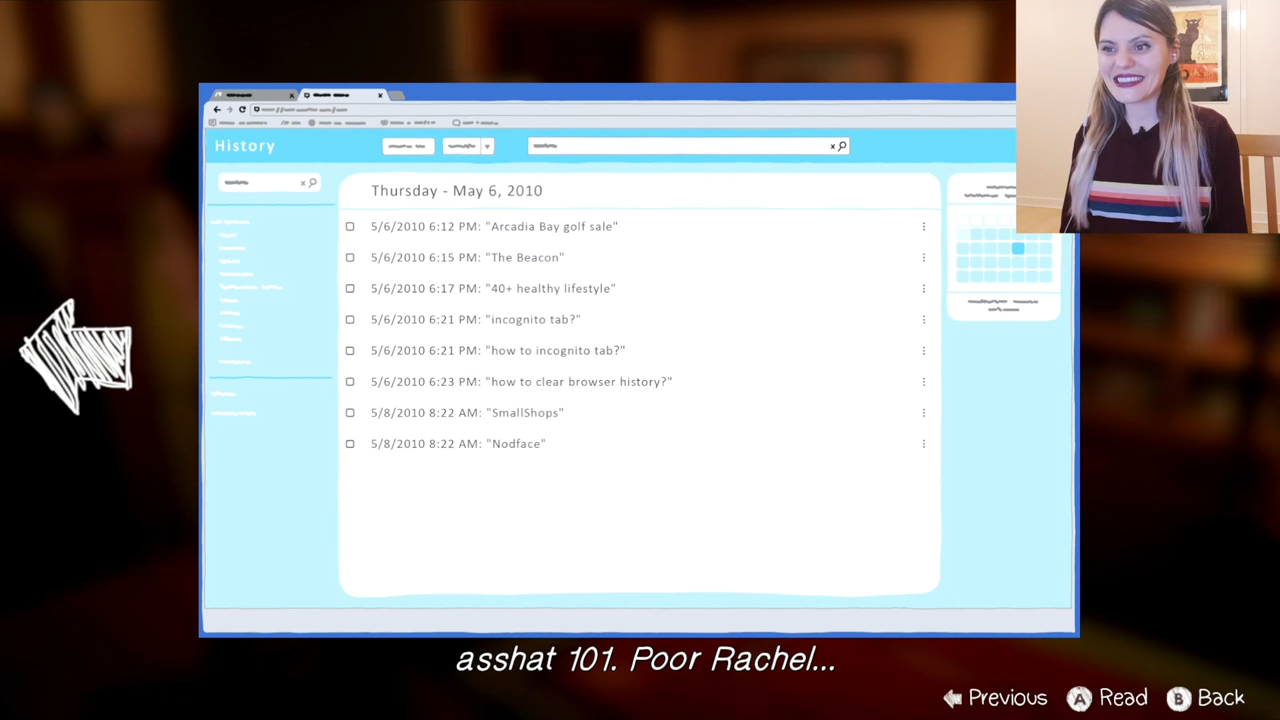 History
Thursday - May 6, 2010
5/6/2010 6:12 PM: "Arcadia Bay golf sale"
5/6/2010 6:15 PM: "The Beacon"
5/6/2010 6:17 PM: "40+ healthy lifestyle"
5/6/2010 6:21 PM: "incognito tab?"
5/6/2010 6:21 PM: "how to incognito tab?"
5/6/2010 6:23 PM: "how to clear browser history?"
5/8/2010 8:22 AM: "SmallShops"
5/8/2010 8:22 AM: "Nodface"
asshat 101. Poor Rachel...
Previous A Read B Back